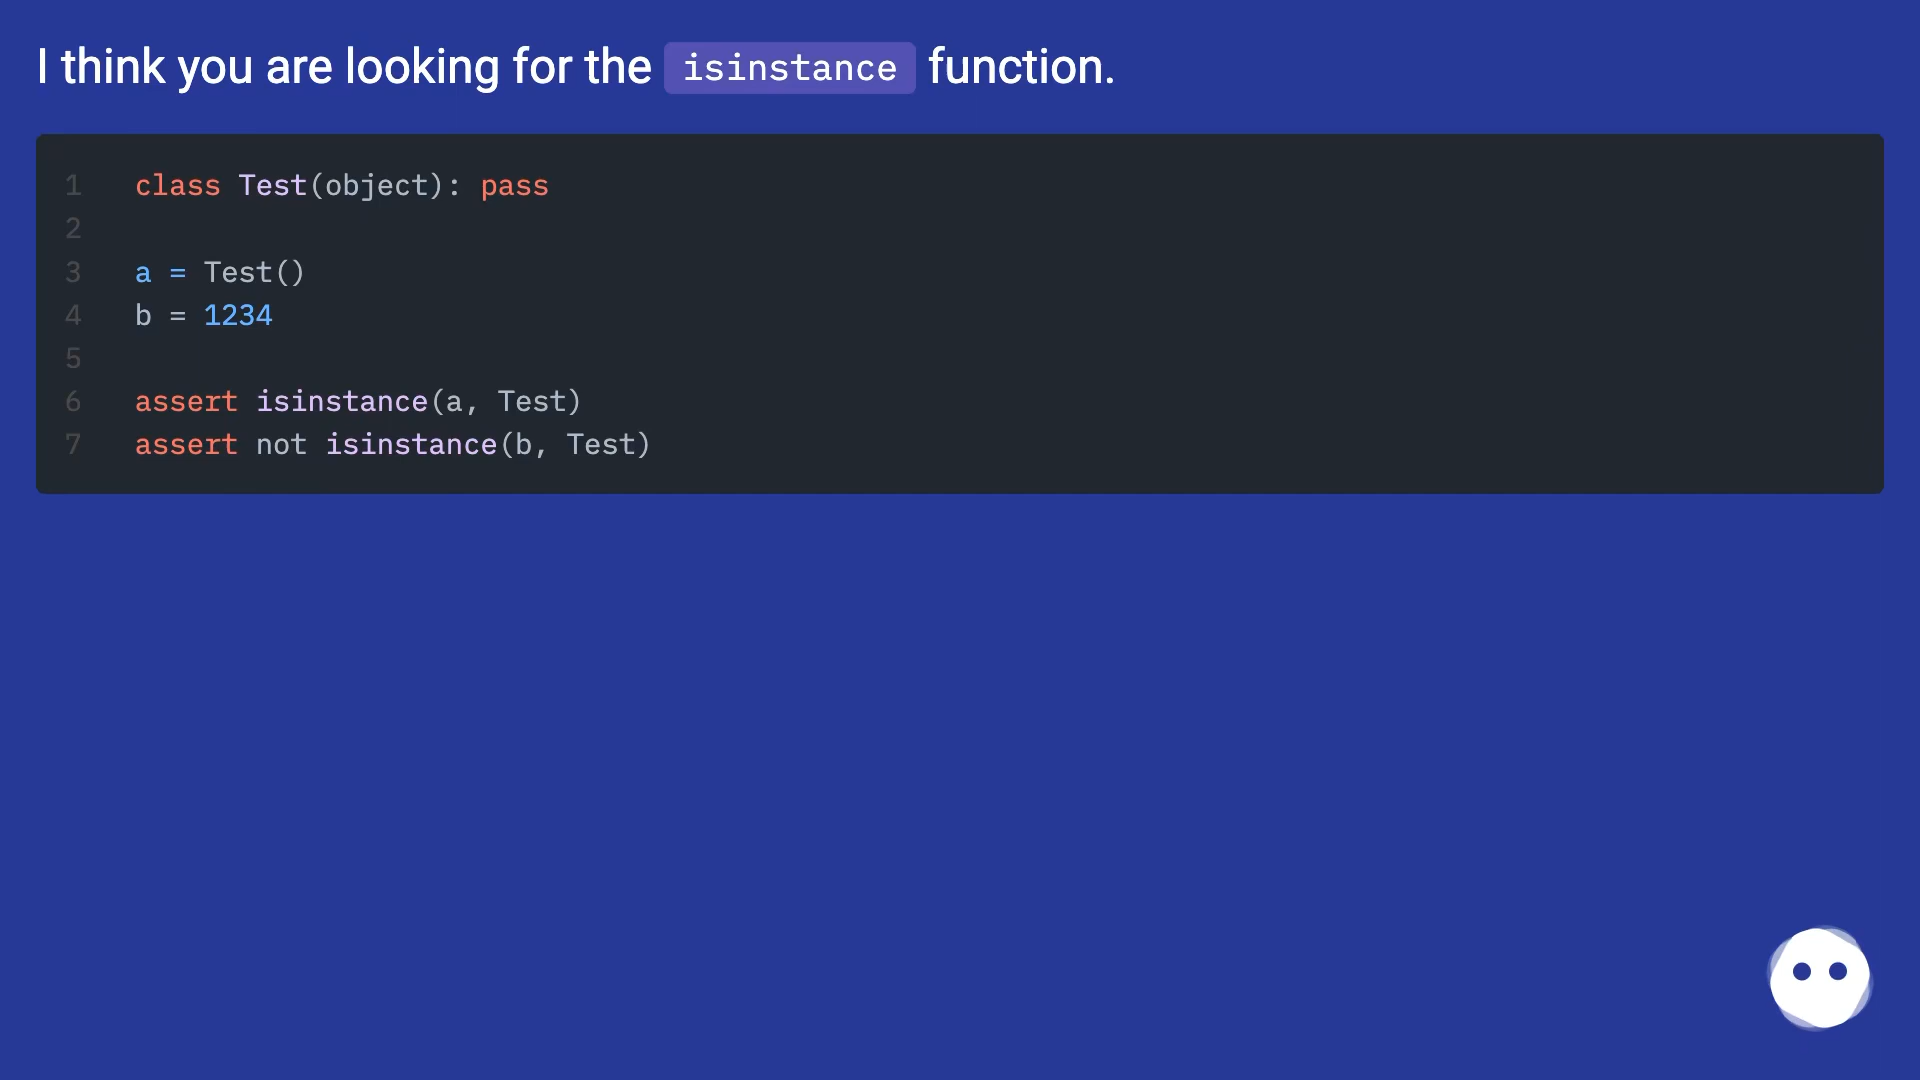 I think you are looking for the isinstance function.
1 class Test(object): pass
2
3 a = Test()
4 b = 1234
5
6 assert isinstance(a, Test)
7 assert not isinstance(b, Test)